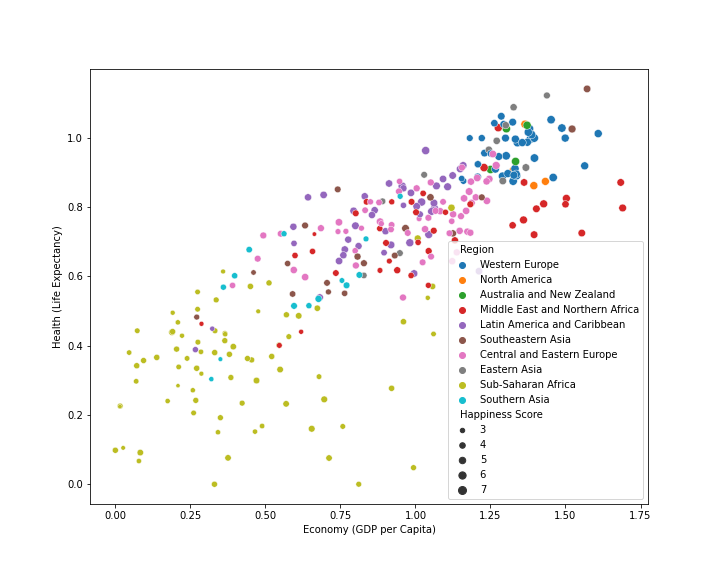 Health (Life Expectancy)
1.0
0.8
0.6
0.4
0.2
0.0
0.00 0.25 0.50 0.75 1.00 1.25 1.50 1.75
Economy (GDP per Capita)
Region
Western Europe
North America
Australia and New Zealand
Middle East and Northern Africa
Latin America and Caribbean
Southeastern Asia
Central and Eastern Europe
Eastern Asia
Sub-Saharan Africa
Southern Asia
Happiness Score
3
4
5
6
7